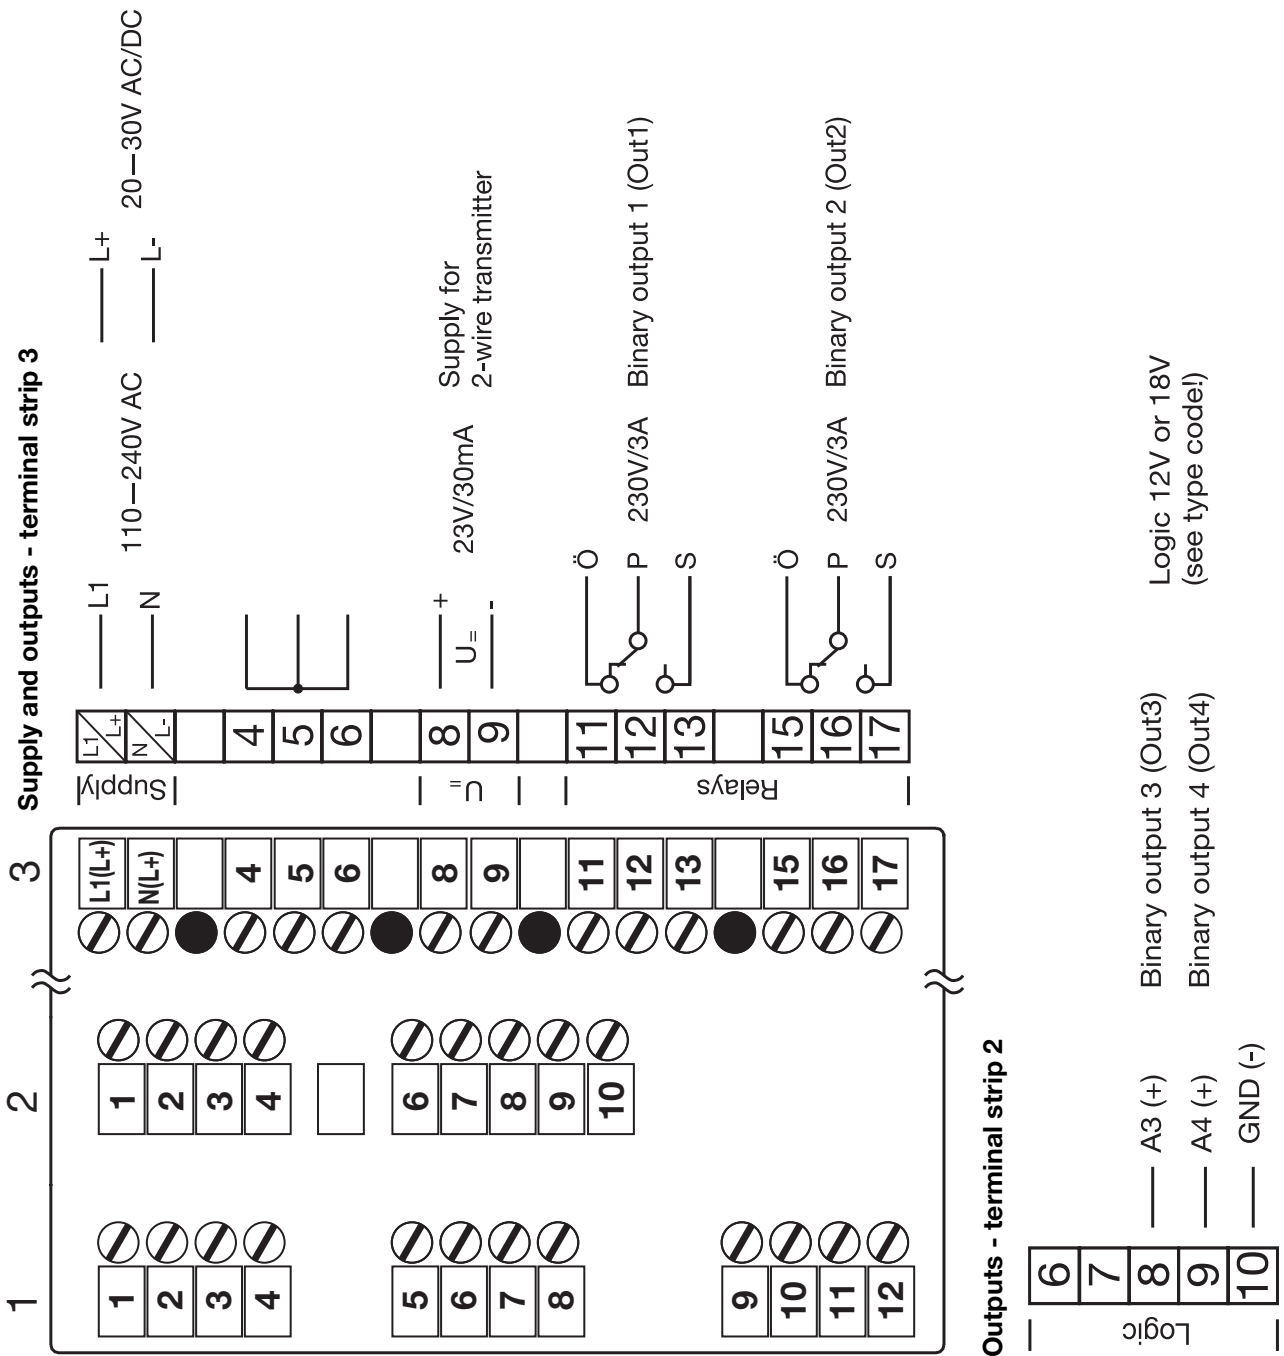 Supply and outputs - terminal strip 3
Supply
L1
L+
N
L-
L1
110–240V AC
L+
20–30V AC/DC
N
L-
4
5
6
U=
8
9
+
U=
-
23V/30mA
Supply for
2-wire transmitter
Relays
11
12
13
Ö
P
S
230V/3A
Binary output 1 (Out1)
15
16
17
Ö
P
S
230V/3A
Binary output 2 (Out2)
3
L1(L+)
N(L+)
4
5
6
8
9
11
12
13
15
16
17
2
1
2
3
4
6
7
8
9
10
1
1
2
3
4
5
6
7
8
9
10
11
12
Outputs - terminal strip 2
Logic
6
7
8
9
10
A3 (+)
Binary output 3 (Out3)
A4 (+)
Binary output 4 (Out4)
GND (-)
Logic 12V or 18V
(see type code!)